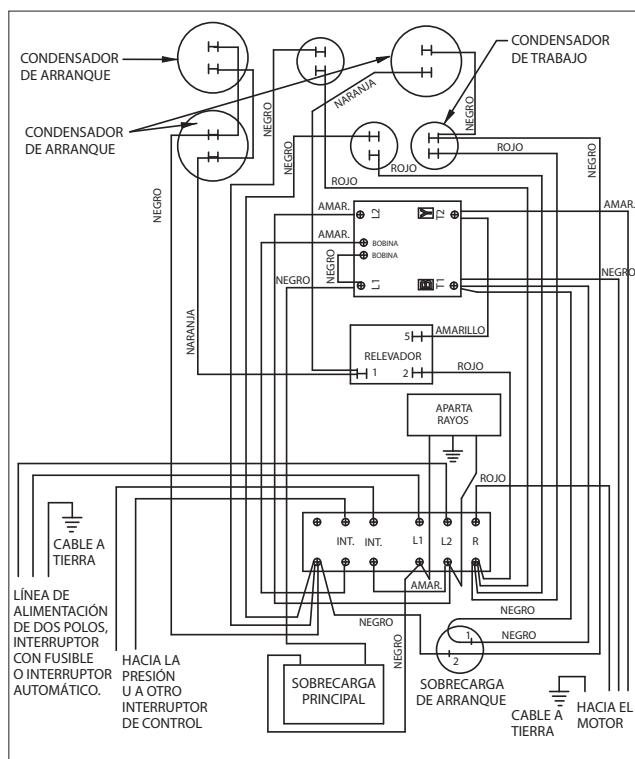 CONDENSADOR
DE ARRANQUE
CONDENSADOR
DE TRABAJO
NARANJA
NEGRO
CONDENSADOR
DE ARRANQUE
NEGRO
NEGRO
ROJO
NEGRO
ROJO
ROJO
NEGRO
AMAR.
L2
Y
T2
AMAR.
AMAR.
BOBINA
BOBINA
NEGRO
NEGRO
L1
B
T1
NEGRO
NARANJA
5
AMARILLO
RELEVADOR
1
2
ROJO
APARTA
RAYOS
ROJO
CABLE A
TIERRA
INT.
INT.
L1
L2
R
AMAR.
LÍNEA DE
ALIMENTACIÓN
DE DOS POLOS,
INTERRUPTOR
CON FUSIBLE
O INTERRUPTOR
AUTOMÁTICO.
HACIA LA
PRESIÓN
U A OTRO
INTERRUPTOR
DE CONTROL
NEGRO
NEGRO
NEGRO
1
NEGRO
2
SOBRECARGA
PRINCIPAL
SOBRECARGA
DE ARRANQUE
CABLE A
TIERRA
HACIA EL
MOTOR